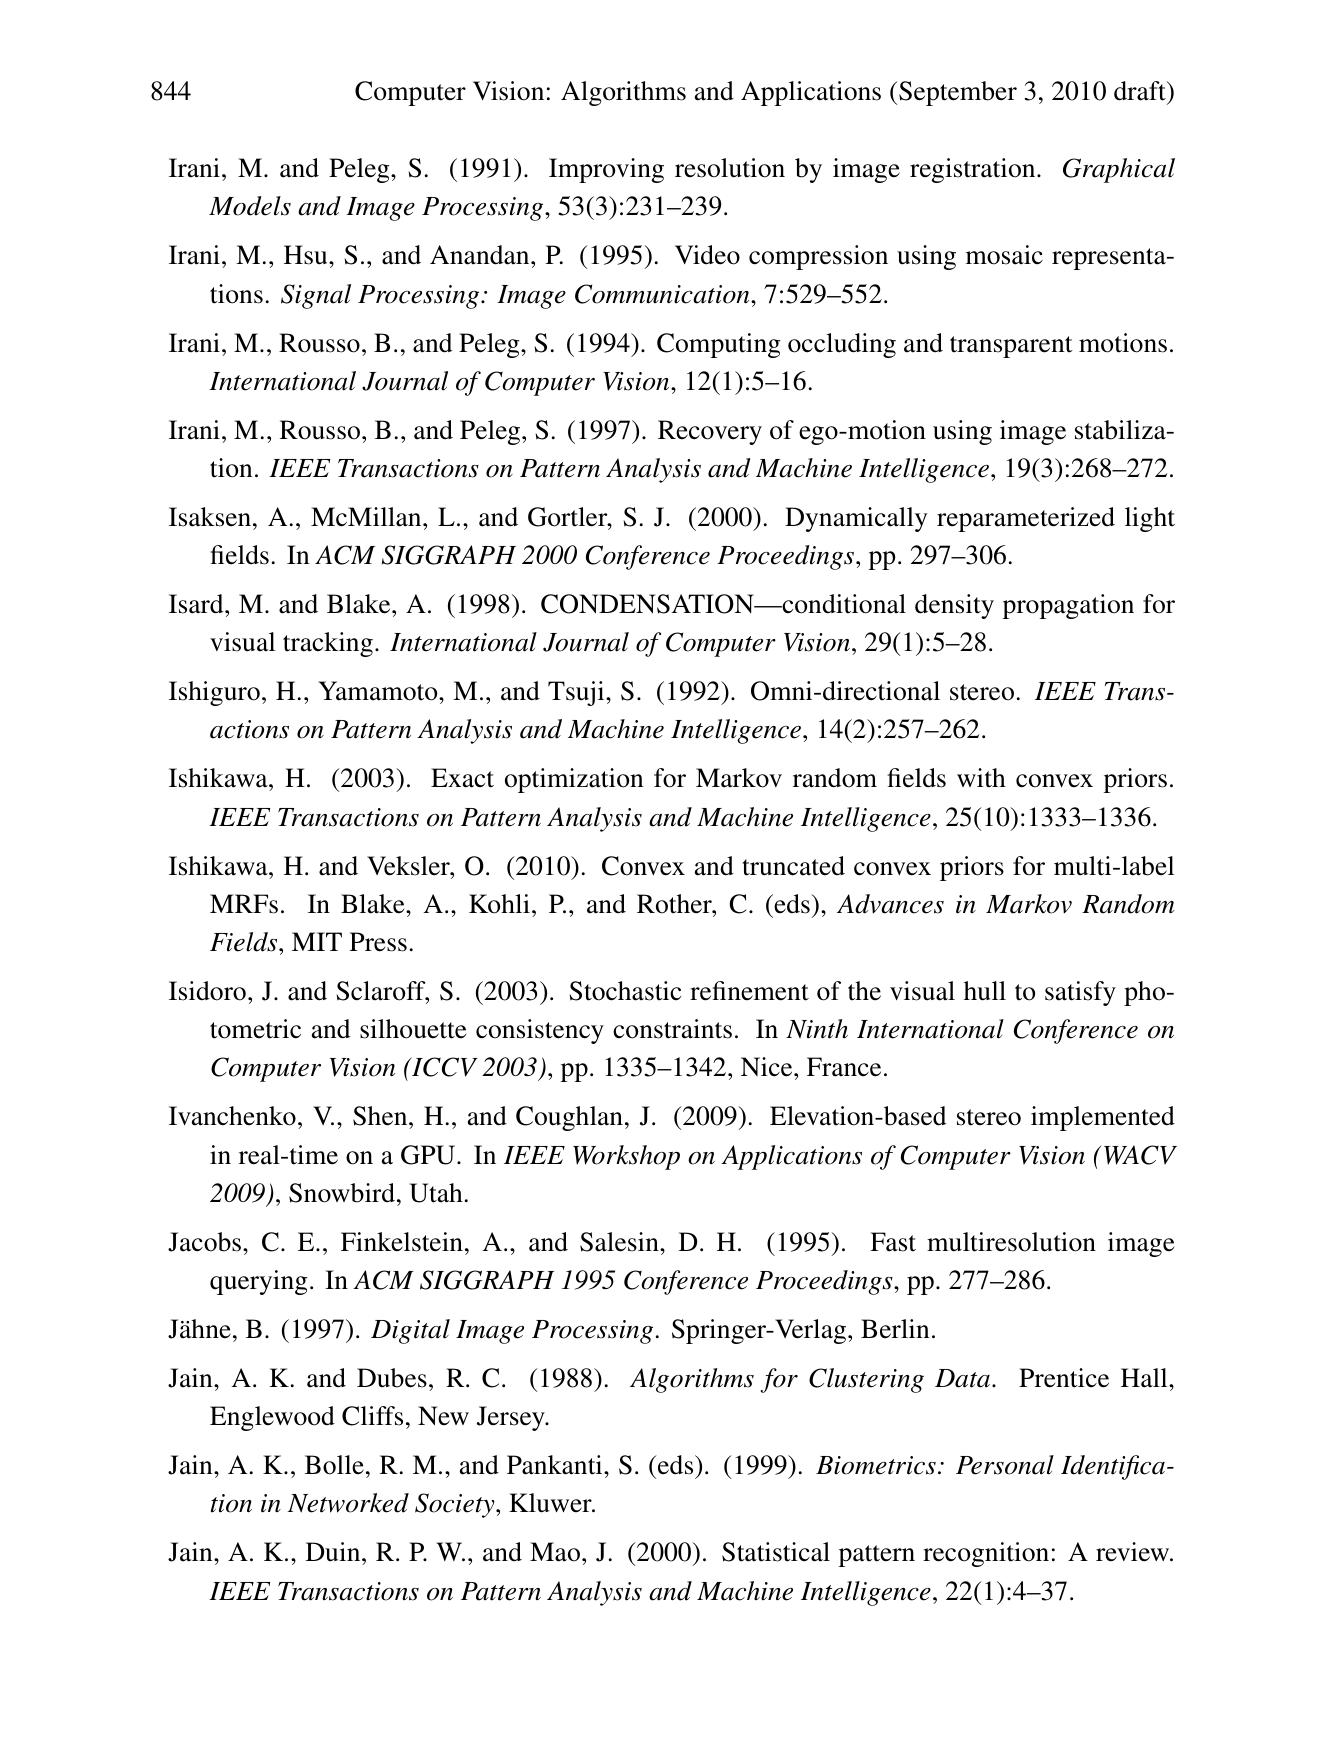 844 Computer Vision: Algorithms and Applications (September 3, 2010 draft)
Irani, M. and Peleg, S. (1991). Improving resolution by image registration. Graphical
Models and Image Processing, 53(3):231–239.
Irani, M., Hsu, S., and Anandan, P. (1995). Video compression using mosaic representa-
tions. Signal Processing: Image Communication, 7:529–552.
Irani, M., Rousso, B., and Peleg, S. (1994). Computing occluding and transparent motions.
International Journal of Computer Vision, 12(1):5–16.
Irani, M., Rousso, B., and Peleg, S. (1997). Recovery of ego-motion using image stabiliza-
tion. IEEE Transactions on Pattern Analysis and Machine Intelligence, 19(3):268–272.
Isaksen, A., McMillan, L., and Gortler, S. J. (2000). Dynamically reparameterized light
fields. In ACM SIGGRAPH 2000 Conference Proceedings, pp. 297–306.
Isard, M. and Blake, A. (1998). CONDENSATION—conditional density propagation for
visual tracking. International Journal of Computer Vision, 29(1):5–28.
Ishiguro, H., Yamamoto, M., and Tsuji, S. (1992). Omni-directional stereo. IEEE Trans-
actions on Pattern Analysis and Machine Intelligence, 14(2):257–262.
Ishikawa, H. (2003). Exact optimization for Markov random fields with convex priors.
IEEE Transactions on Pattern Analysis and Machine Intelligence, 25(10):1333–1336.
Ishikawa, H. and Veksler, O. (2010). Convex and truncated convex priors for multi-label
MRFs. In Blake, A., Kohli, P., and Rother, C. (eds), Advances in Markov Random
Fields, MIT Press.
Isidoro, J. and Sclaroff, S. (2003). Stochastic refinement of the visual hull to satisfy pho-
tometric and silhouette consistency constraints. In Ninth International Conference on
Computer Vision (ICCV 2003), pp. 1335–1342, Nice, France.
Ivanchenko, V., Shen, H., and Coughlan, J. (2009). Elevation-based stereo implemented
in real-time on a GPU. In IEEE Workshop on Applications of Computer Vision (WACV
2009), Snowbird, Utah.
Jacobs, C. E., Finkelstein, A., and Salesin, D. H. (1995). Fast multiresolution image
querying. In ACM SIGGRAPH 1995 Conference Proceedings, pp. 277–286.
Jähne, B. (1997). Digital Image Processing. Springer-Verlag, Berlin.
Jain, A. K. and Dubes, R. C. (1988). Algorithms for Clustering Data. Prentice Hall,
Englewood Cliffs, New Jersey.
Jain, A. K., Bolle, R. M., and Pankanti, S. (eds). (1999). Biometrics: Personal Identifica-
tion in Networked Society, Kluwer.
Jain, A. K., Duin, R. P. W., and Mao, J. (2000). Statistical pattern recognition: A review.
IEEE Transactions on Pattern Analysis and Machine Intelligence, 22(1):4–37.